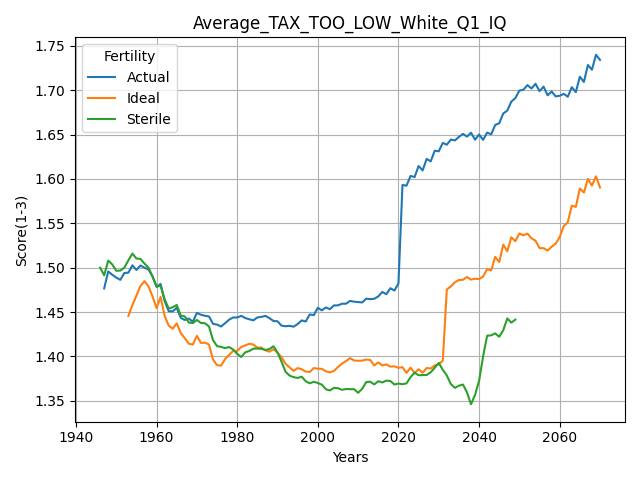 Average_TAX_TOO_LOW_White_Q1_IQ
Fertility
Actual
Ideal
Sterile
Score(1-3)
1.75
1.70
1.65
1.60
1.55
1.50
1.45
1.40
1.35
1940 1960 1980 2000 2020 2040 2060
Years